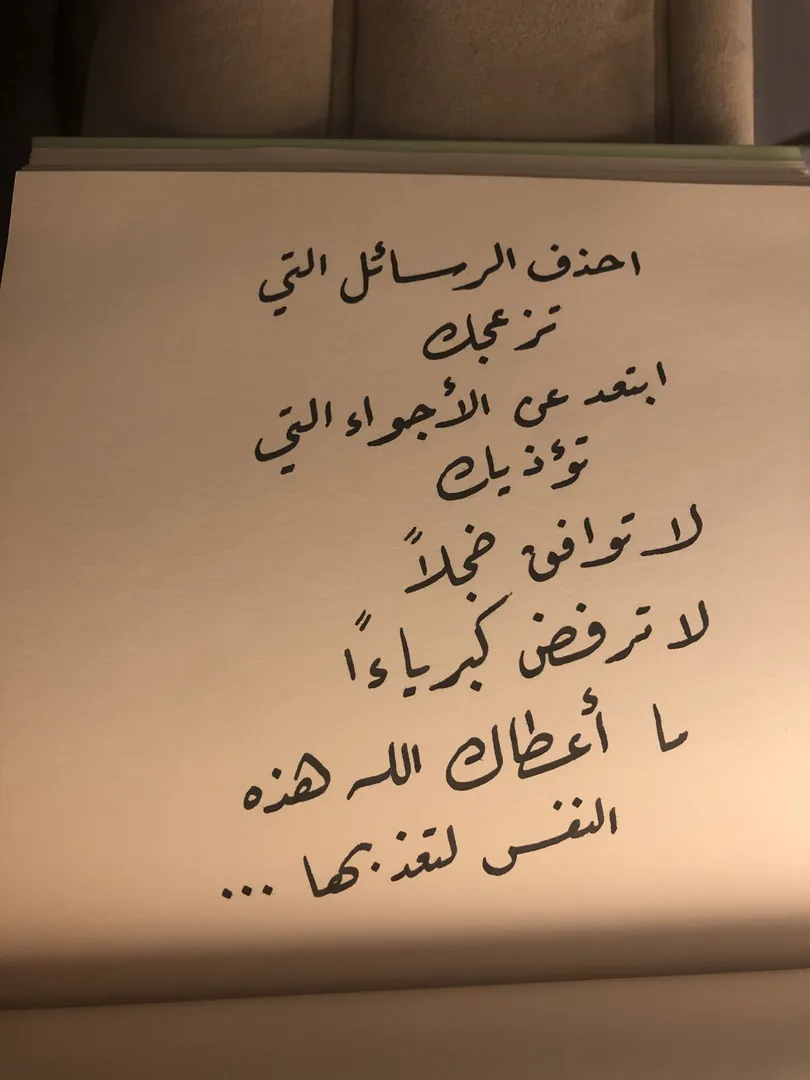 احذف الرسائل التي
تزعجك
ابتعد عن الأجواء التي
تؤذيك
لا توافق خجلاً
لا ترفض كبرياءًا
ما أعطاك الله هذه
النفس لتعذبها ...